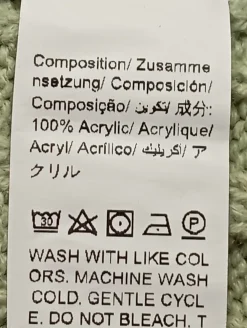 Composition/ Zusamme
nsetzung/ Composición/
Composição/ تكوين/ 成分:
100% Acrylic/ Acrylique/
Acryl/ Acrílico/ اكريليك/ ア
クリル
30 P
WASH WITH LIKE COL
ORS. MACHINE WASH
COLD. GENTLE CYCL
E. DO NOT BLEACH. T